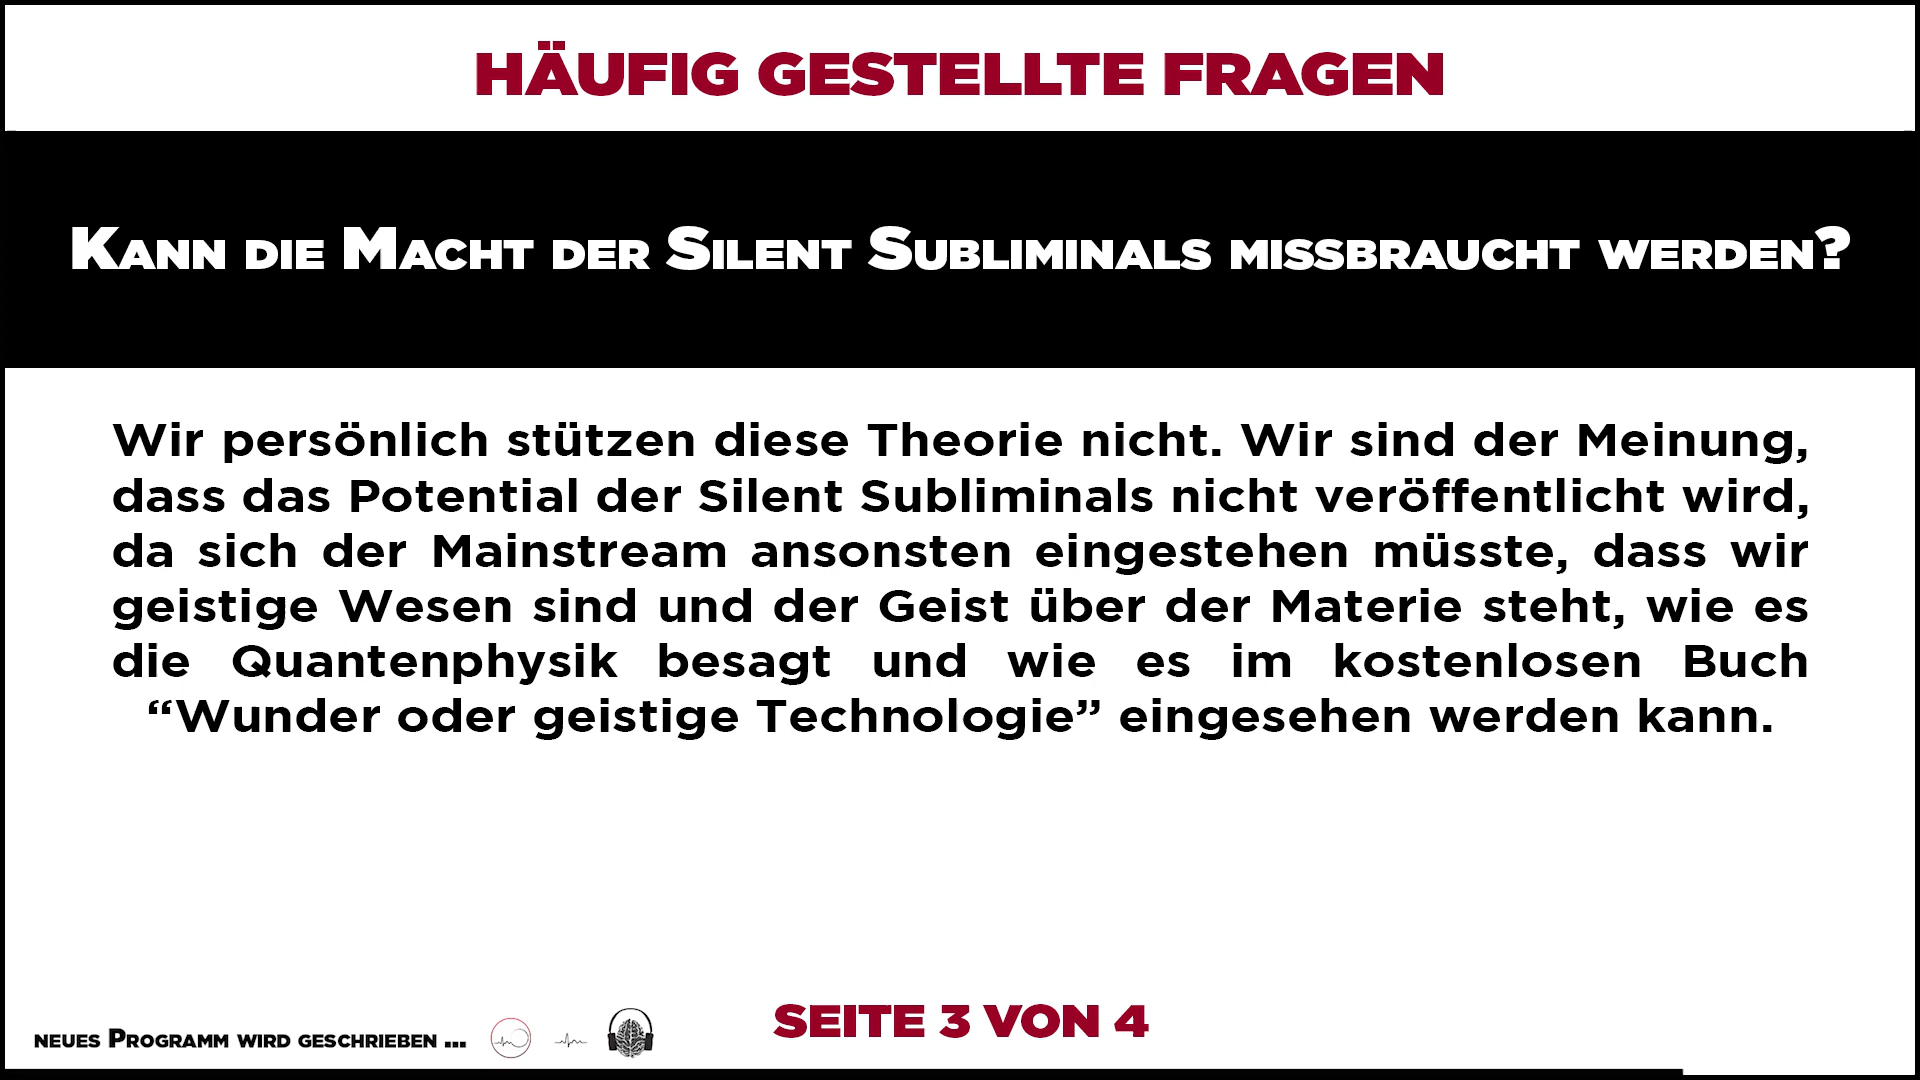 HÄUFIG GESTELLTE FRAGEN
Kann die Macht der Silent Subliminals missbraucht werden?
Wir persönlich stützen diese Theorie nicht. Wir sind der Meinung,
dass das Potential der Silent Subliminals nicht veröffentlicht wird,
da sich der Mainstream ansonsten eingestehen müsste, dass wir
geistige Wesen sind und der Geist über der Materie steht, wie es
die Quantenphysik besagt und wie es im kostenlosen Buch
“Wunder oder geistige Technologie” eingesehen werden kann.
SEITE 3 VON 4
neues Programm wird geschrieben ...